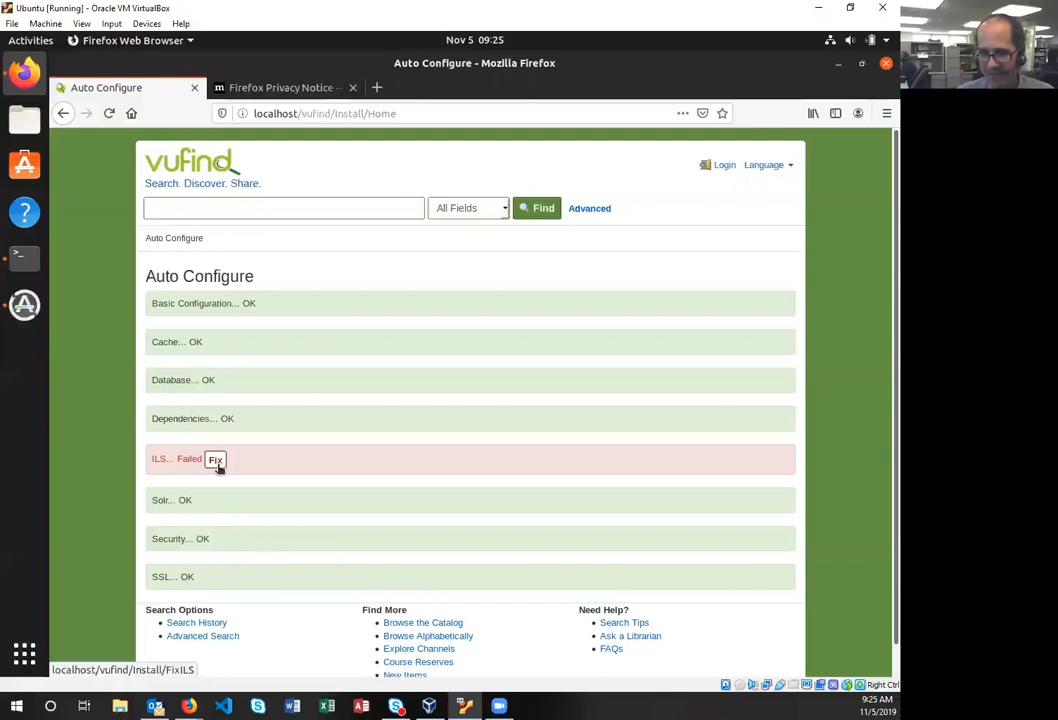 Ubuntu [Running] - Oracle VM VirtualBox
File Machine View Input Devices Help
Activities Firefox Web Browser Nov 5 09:25
Auto Configure - Mozilla Firefox
Auto Configure Firefox Privacy Notice —
localhost/vufind/Install/Home
vufind
Search. Discover. Share.
Login Language
All Fields Find Advanced
Auto Configure
Auto Configure
Basic Configuration... OK
Cache... OK
Database... OK
Dependencies... OK
ILS... Failed Fix
Solr... OK
Security... OK
SSL... OK
Search Options Find More Need Help?
Search History Browse the Catalog Search Tips
Advanced Search Browse Alphabetically Ask a Librarian
Explore Channels FAQs
Course Reserves
New Items
localhost/vufind/Install/FixILS
Right Ctrl
9:25 AM
11/5/2019